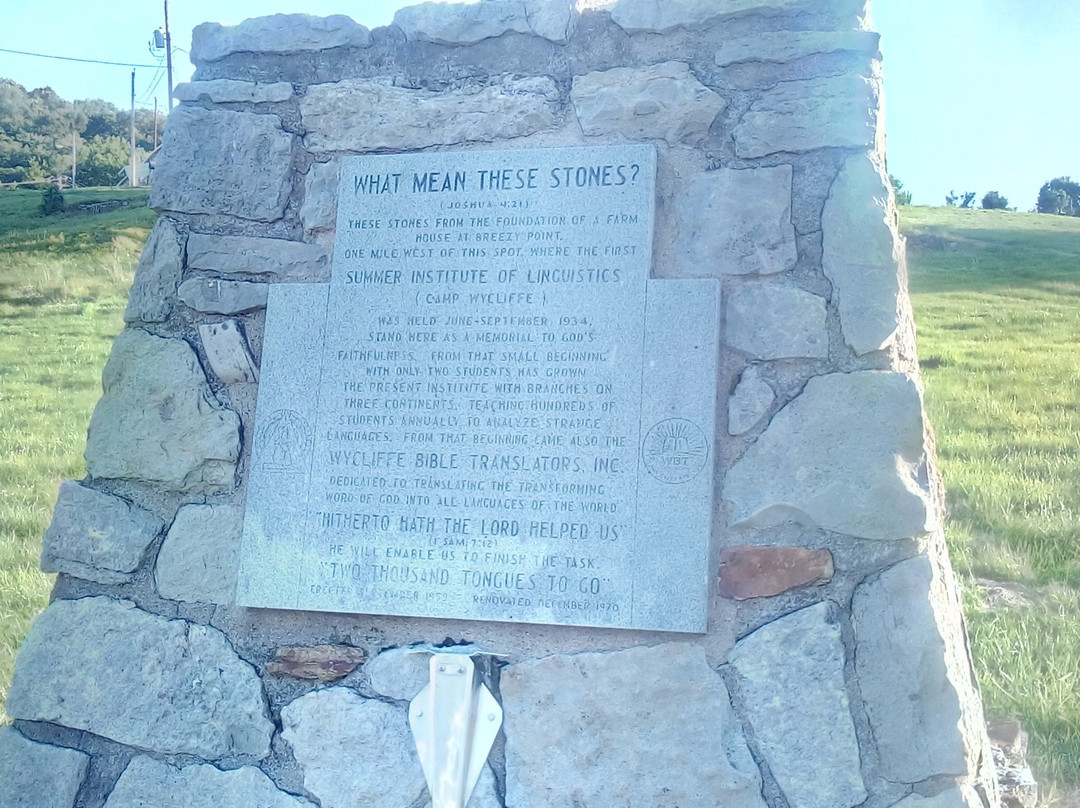 WHAT MEAN THESE STONES?
(JOSHUA 4:21)
THESE STONES FROM THE FOUNDATION OF A FARM
HOUSE AT BREEZY POINT,
ONE MILE WEST OF THIS SPOT, WHERE THE FIRST
SUMMER INSTITUTE OF LINGUISTICS
(CAMP WYCLIFFE)
WAS HELD JUNE-SEPTEMBER 1934,
STAND HERE AS A MEMORIAL TO GOD'S
FAITHFULNESS. FROM THAT SMALL BEGINNING
WITH ONLY TWO STUDENTS HAS GROWN
THE PRESENT INSTITUTE WITH BRANCHES ON
THREE CONTINENTS, TEACHING HUNDREDS OF
STUDENTS ANNUALLY TO ANALYZE STRANGE
LANGUAGES. FROM THAT BEGINNING CAME ALSO THE
WYCLIFFE BIBLE TRANSLATORS, INC.
DEDICATED TO TRANSLATING THE TRANSFORMING
WORD OF GOD INTO ALL LANGUAGES OF THE WORLD.
"HITHERTO HATH THE LORD HELPED US"
(I SAM. 7:12)
HE WILL ENABLE US TO FINISH THE TASK.
"TWO THOUSAND TONGUES TO GO"
ERECTED SEPTEMBER 1959 - RENOVATED DECEMBER 1970
WBT